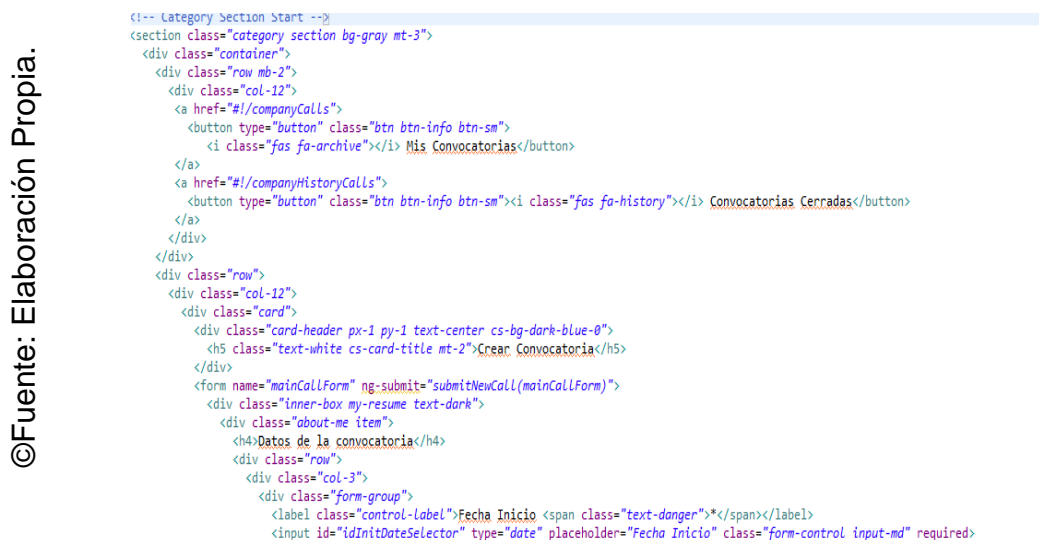 ©Fuente: Elaboración Propia.
<!-- Category Section Start -->
<section class="category section bg-gray mt-3">
<div class="container">
<div class="row mb-2">
<div class="col-12">
<a href="#!/companyCalls">
<button type="button" class="btn btn-info btn-sm">
<i class="fas fa-archive"></i> Mis Convocatorias</button>
</a>
<a href="#!/companyHistoryCalls">
<button type="button" class="btn btn-info btn-sm"><i class="fas fa-history"></i> Convocatorias Cerradas</button>
</a>
</div>
</div>
<div class="row">
<div class="col-12">
<div class="card">
<div class="card-header px-1 py-1 text-center cs-bg-dark-blue-0">
<h5 class="text-white cs-card-title mt-2">Crear Convocatoria</h5>
</div>
<form name="mainCallForm" ng-submit="submitNewCall(mainCallForm)">
<div class="inner-box my-resume text-dark">
<div class="about-me item">
<h4>Datos de la convocatoria</h4>
<div class="row">
<div class="col-3">
<div class="form-group">
<label class="control-label">Fecha Inicio <span class="text-danger">*</span></label>
<input id="idInitDateSelector" type="date" placeholder="Fecha Inicio" class="form-control input-md" required>